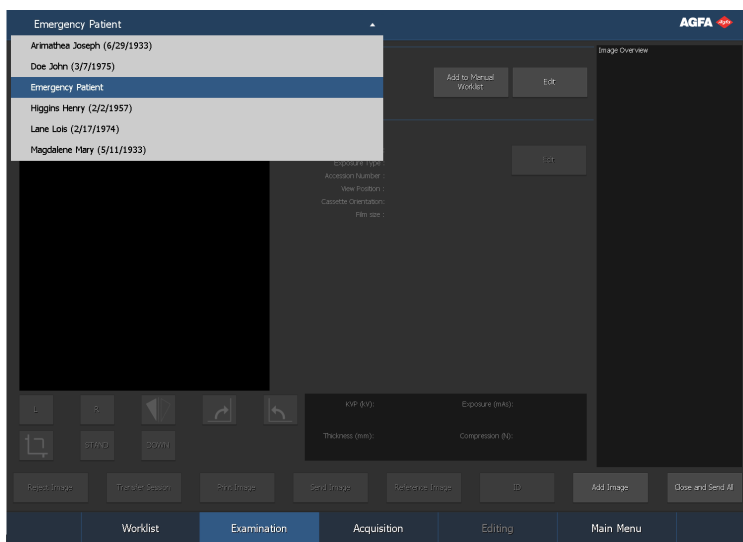 Emergency Patient
AGFA
Arimathea Joseph (6/29/1933)
Doe John (3/7/1975)
Emergency Patient
Higgins Henry (2/2/1957)
Lane Lois (2/17/1974)
Magdalene Mary (5/11/1933)
Add to Manual
Worklist
Edit
Image Overview
Exposure Type :
Accession Number :
View Position :
Cassette Orientation:
Film size :
Edit
L
R
STAND
DOWN
KVP (kV):
Exposure (mAs):
Thickness (mm):
Compression (N):
Reject Image
Transfer Session
Print Image
Send Image
Reference Image
ID
Add Image
Close and Send All
Worklist
Examination
Acquisition
Editing
Main Menu